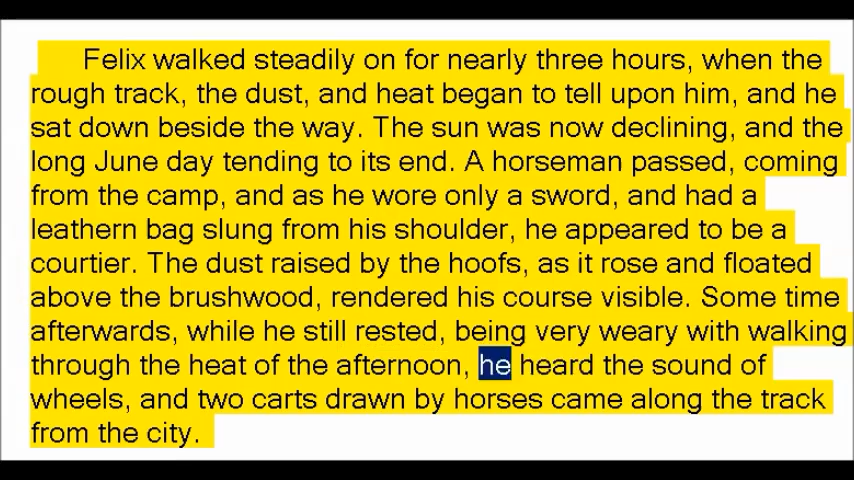 Felix walked steadily on for nearly three hours, when the
rough track, the dust, and heat began to tell upon him, and he
sat down beside the way. The sun was now declining, and the
long June day tending to its end. A horseman passed, coming
from the camp, and as he wore only a sword, and had a
leathern bag slung from his shoulder, he appeared to be a
courtier. The dust raised by the hoofs, as it rose and floated
above the brushwood, rendered his course visible. Some time
afterwards, while he still rested, being very weary with walking
through the heat of the afternoon, he heard the sound of
wheels, and two carts drawn by horses came along the track
from the city.